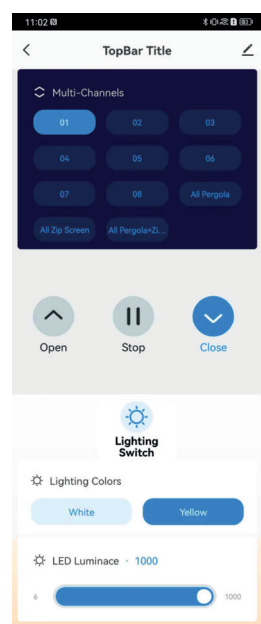 11:02
TopBar Title
Multi-Channels
01 02 03
04 05 06
07 08 All Pergola
All Zip Screen All Pergola+Zi...
Open Stop Close
Lighting
Switch
Lighting Colors
White Yellow
LED Luminace · 1000
6 1000